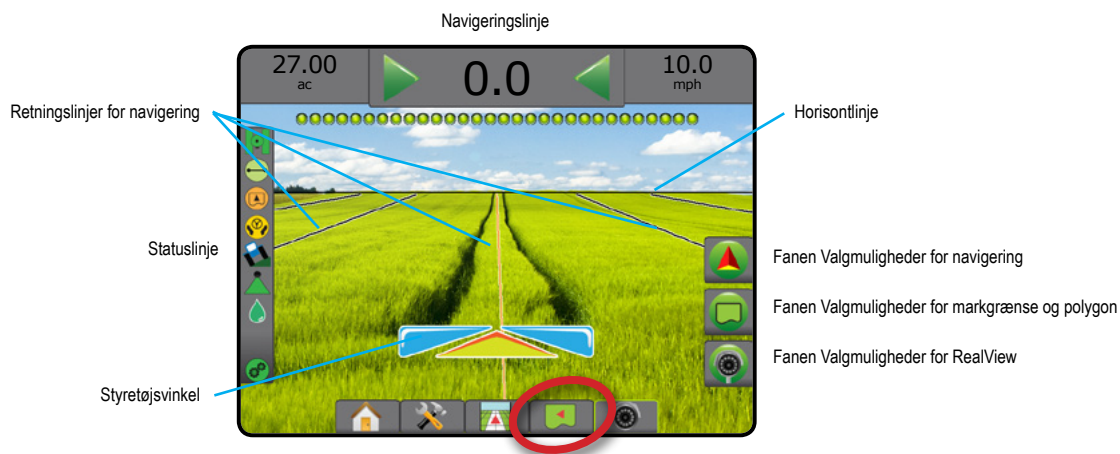 Navigeringslinje
27.00
ac
0.0
10.0
mph
Retningslinjer for navigering
Horisontlinje
Statuslinje
Fanen Valgmuligheder for navigering
Fanen Valgmuligheder for markgrænse og polygon
Fanen Valgmuligheder for RealView
Styretøjsvinkel